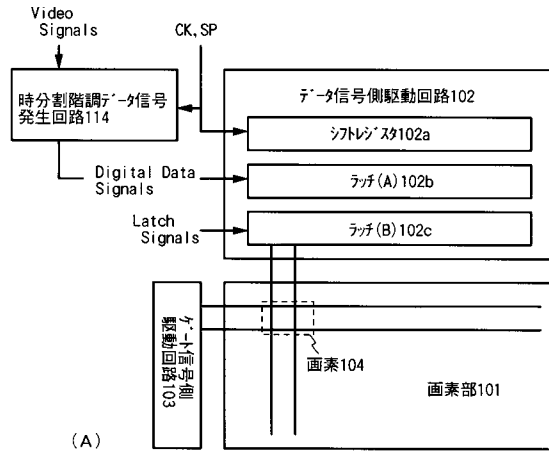 Video
Signals
CK,SP
時分割階調データ信号
発生回路114
データ信号側駆動回路102
シフトレジスタ102a
Digital Data
Signals
ラッチ(A)102b
Latch
Signals
ラッチ(B)102c
ゲート信号側
駆動回路103
画素104
画素部101
(A)